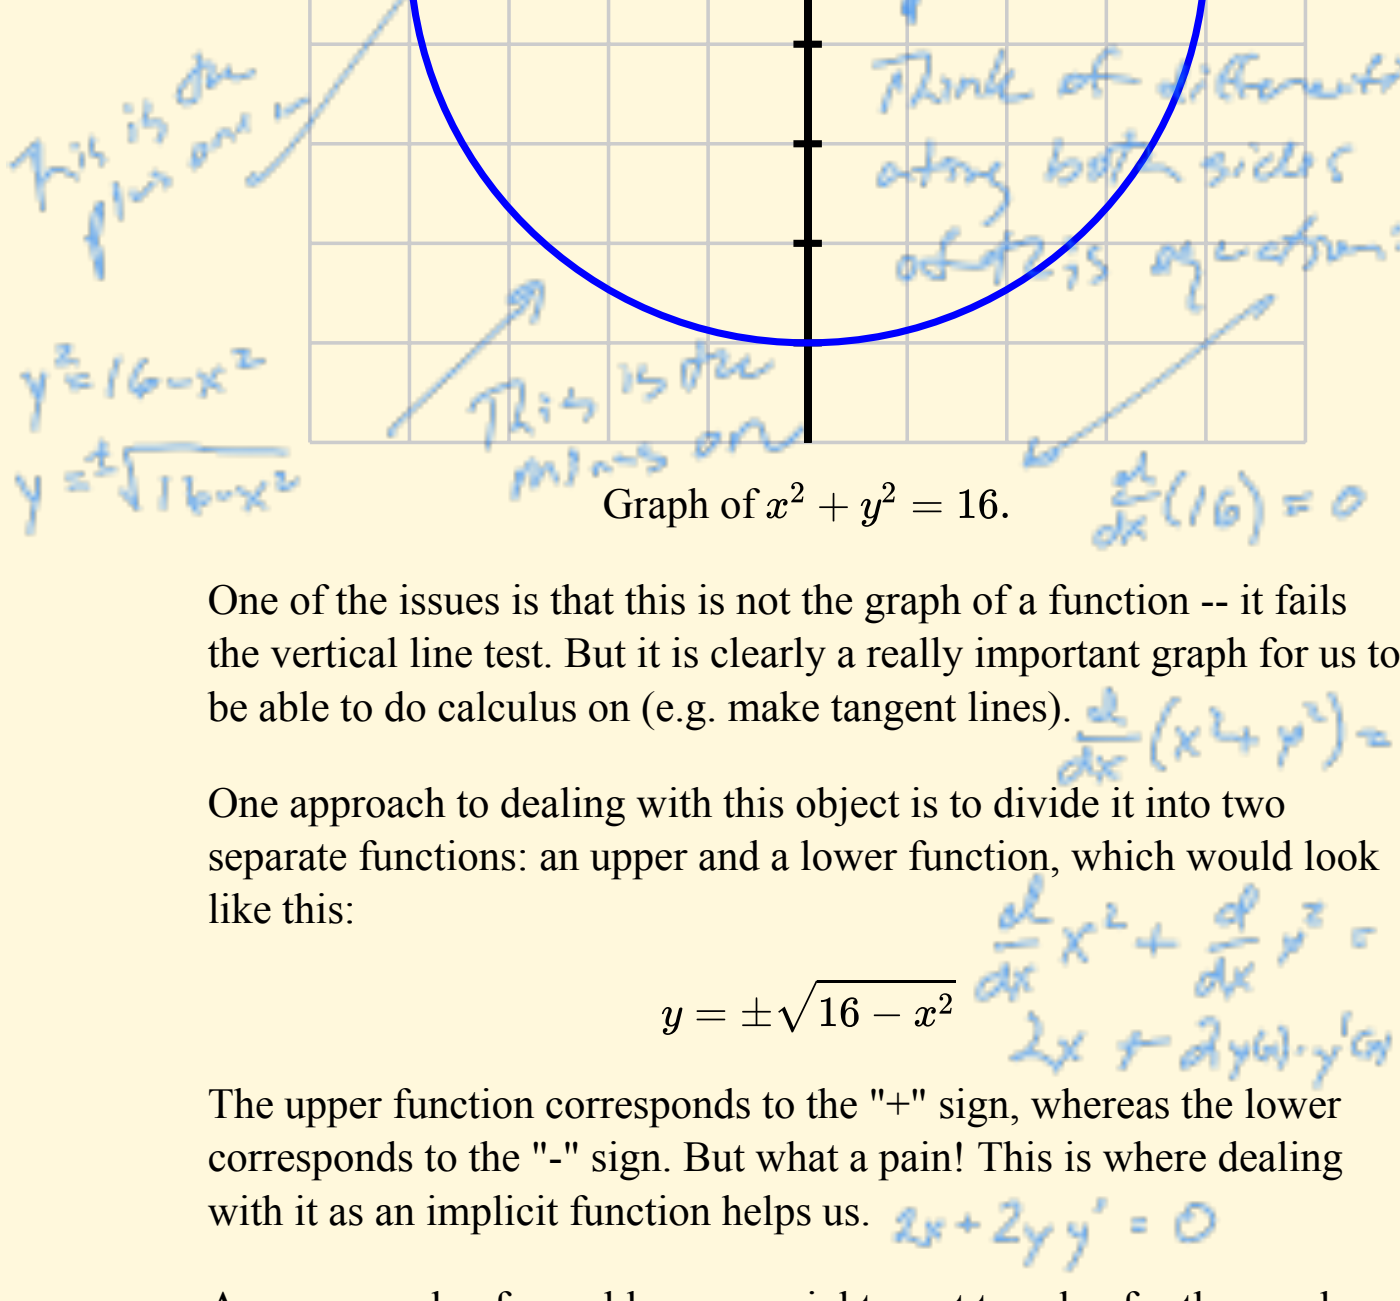 This is the
plus one
Think of
along both sides
of this equation
y²=16-x²
y=±√16-x²
This is the
minus on
Graph of x² + y² = 16.
d/dx(16) = 0
One of the issues is that this is not the graph of a function -- it fails
the vertical line test. But it is clearly a really important graph for us to
be able to do calculus on (e.g. make tangent lines).
d/dx(x²+y²)=
One approach to dealing with this object is to divide it into two
separate functions: an upper and a lower function, which would look
like this:
d/dx x² + d/dx y² =
y = ±√16 − x²
2x + 2y(x)·y'(x)
The upper function corresponds to the "+" sign, whereas the lower
corresponds to the "-" sign. But what a pain! This is where dealing
with it as an implicit function helps us.
2x+2yy' = 0